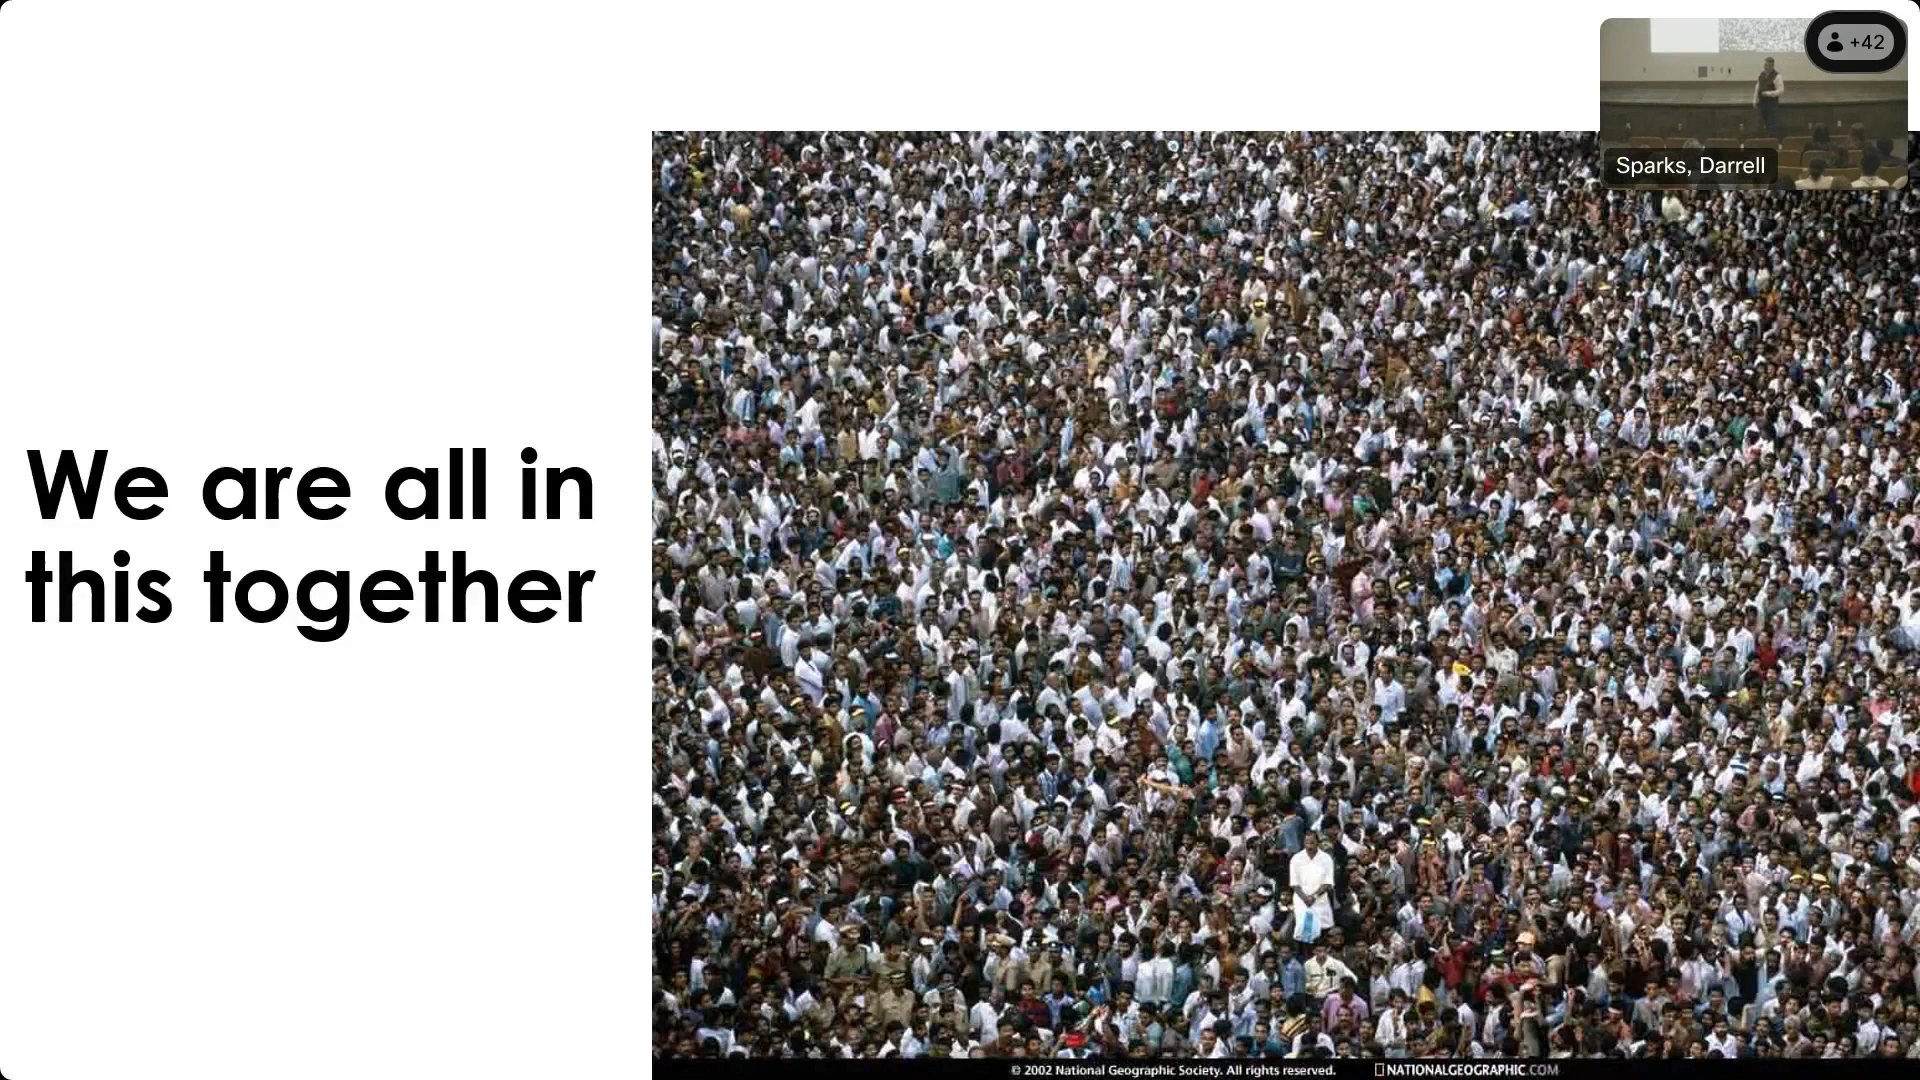 +42
Sparks, Darrell
We are all in
this together
© 2002 National Geographic Society. All rights reserved.
NATIONALGEOGRAPHIC.COM